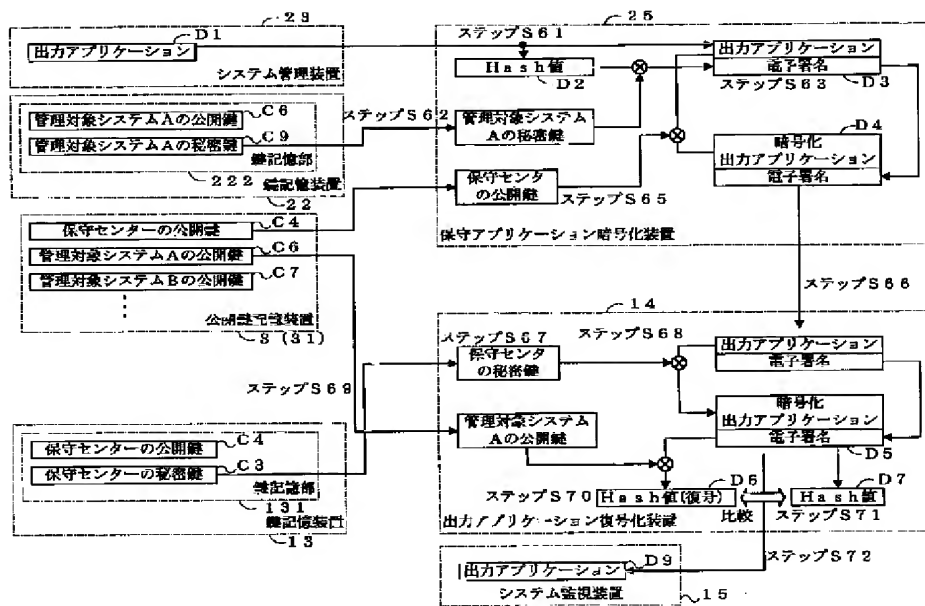 23
D1
出力アプリケーション
システム管理装置
C6
管理対象システムAの公開鍵
C9
管理対象システムAの秘密鍵
鍵記憶部
222
鍵記憶装置
22
C4
保守センターの公開鍵
C6
管理対象システムAの公開鍵
C7
管理対象システムBの公開鍵
公開鍵記憶装置
S(31)
ステップS69
C4
保守センターの公開鍵
C3
保守センターの秘密鍵
鍵記憶部
131
鍵記憶装置
13
25
ステップS61
Hash値
D2
出力アプリケーション
電子署名
D3
ステップS63
ステップS62
管理対象システム
Aの秘密鍵
D4
暗号化
出力アプリケーション
電子署名
保守センタ
の公開鍵
ステップS65
保守アプリケーション暗号化装置
ステップS66
14
ステップS67
ステップS68
保守センタ
の秘密鍵
出力アプリケーション
電子署名
管理対象システム
Aの公開鍵
暗号化
出力アプリケーション
電子署名
D5
D6
D7
ステップS70
Hash値(復号)
比較
Hash値
ステップS71
出力アプリケーション復号化装置
ステップS72
D9
出力アプリケーション
システム監視装置
15